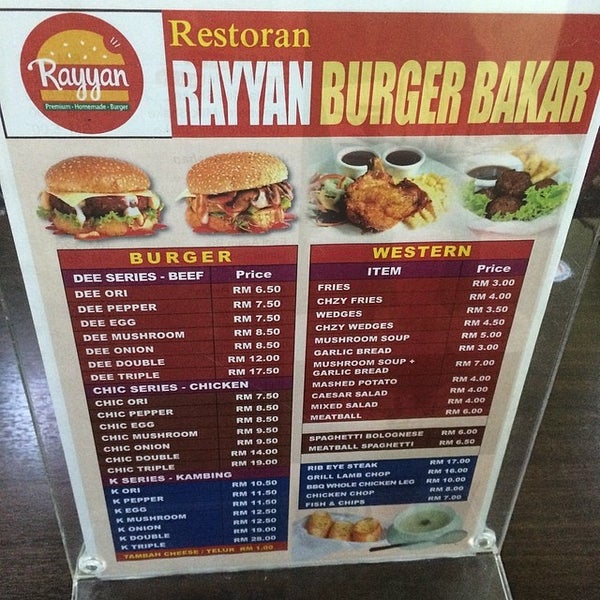 Rayyan
Premium - Homemade - Burger
Restoran
RAYYAN BURGER BAKAR
BURGER
DEE SERIES - BEEF Price
DEE ORI RM 6.50
DEE PEPPER RM 7.50
DEE EGG RM 7.50
DEE MUSHROOM RM 8.50
DEE ONION RM 8.50
DEE DOUBLE RM 12.00
DEE TRIPLE RM 17.50
CHIC SERIES - CHICKEN
CHIC ORI RM 7.50
CHIC PEPPER RM 8.50
CHIC EGG RM 8.50
CHIC MUSHROOM RM 9.50
CHIC ONION RM 9.50
CHIC DOUBLE RM 14.00
CHIC TRIPLE RM 19.00
K SERIES - KAMBING
K ORI RM 10.50
K PEPPER RM 11.50
K EGG RM 11.50
K MUSHROOM RM 12.50
K ONION RM 12.50
K DOUBLE RM 19.00
K TRIPLE RM 28.00
TAMBAH CHEESE / TELUR RM 1.00
WESTERN
ITEM Price
FRIES RM 3.00
CHZY FRIES RM 4.00
WEDGES RM 3.50
CHZY WEDGES RM 4.50
MUSHROOM SOUP RM 5.00
GARLIC BREAD RM 3.00
MUSHROOM SOUP +
GARLIC BREAD RM 7.00
MASHED POTATO RM 4.00
CAESAR SALAD RM 4.00
MIXED SALAD RM 4.00
MEATBALL RM 6.00
SPAGHETTI BOLOGNESE RM 6.00
MEATBALL SPAGHETTI RM 6.50
RIB EYE STEAK RM 17.00
GRILL LAMB CHOP RM 16.00
BBQ WHOLE CHICKEN LEG RM 10.00
CHICKEN CHOP RM 8.00
FISH & CHIPS RM 7.00